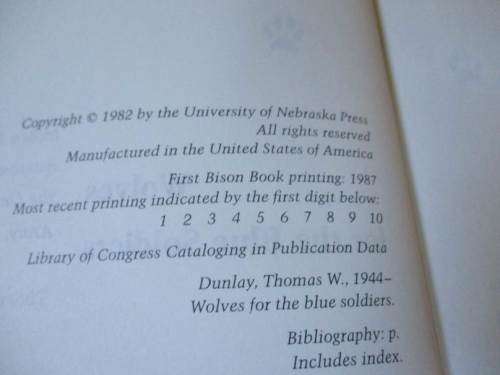 Copyright © 1982 by the University of Nebraska Press
All rights reserved
Manufactured in the United States of America
First Bison Book printing: 1987
Most recent printing indicated by the first digit below:
1 2 3 4 5 6 7 8 9 10
Library of Congress Cataloging in Publication Data
Dunlay, Thomas W., 1944–
Wolves for the blue soldiers.
Bibliography: p.
Includes index.